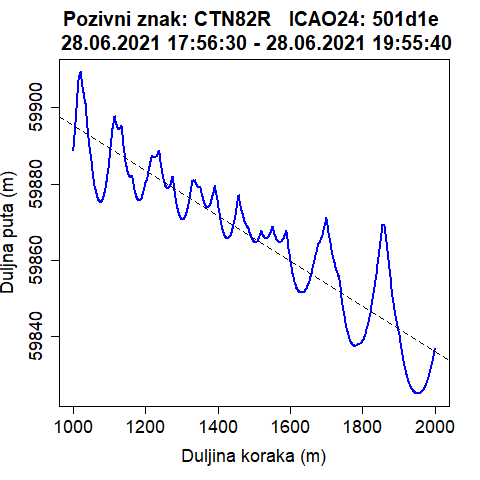 Pozivni znak: CTN82R   ICAO24: 501d1e
28.06.2021 17:56:30 - 28.06.2021 19:55:40
Duljna puta (m)
59900
59880
59860
59840
1000 1200 1400 1600 1800 2000
Duljina koraka (m)